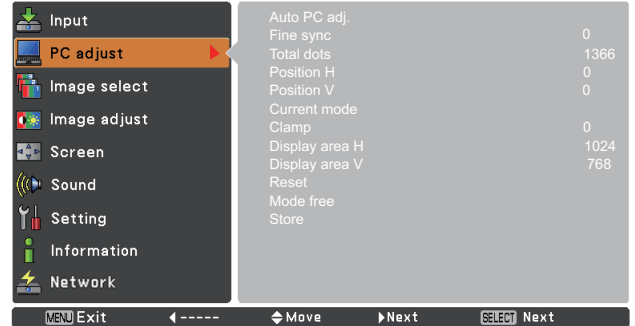 Input
PC adjust
Image select
Image adjust
Screen
Sound
Setting
Information
Network
Auto PC adj.
Fine sync 0
Total dots 1366
Position H 0
Position V 0
Current mode
Clamp 0
Display area H 1024
Display area V 768
Reset
Mode free
Store
MENU Exit ◀ ----- Move ▶Next SELECT Next